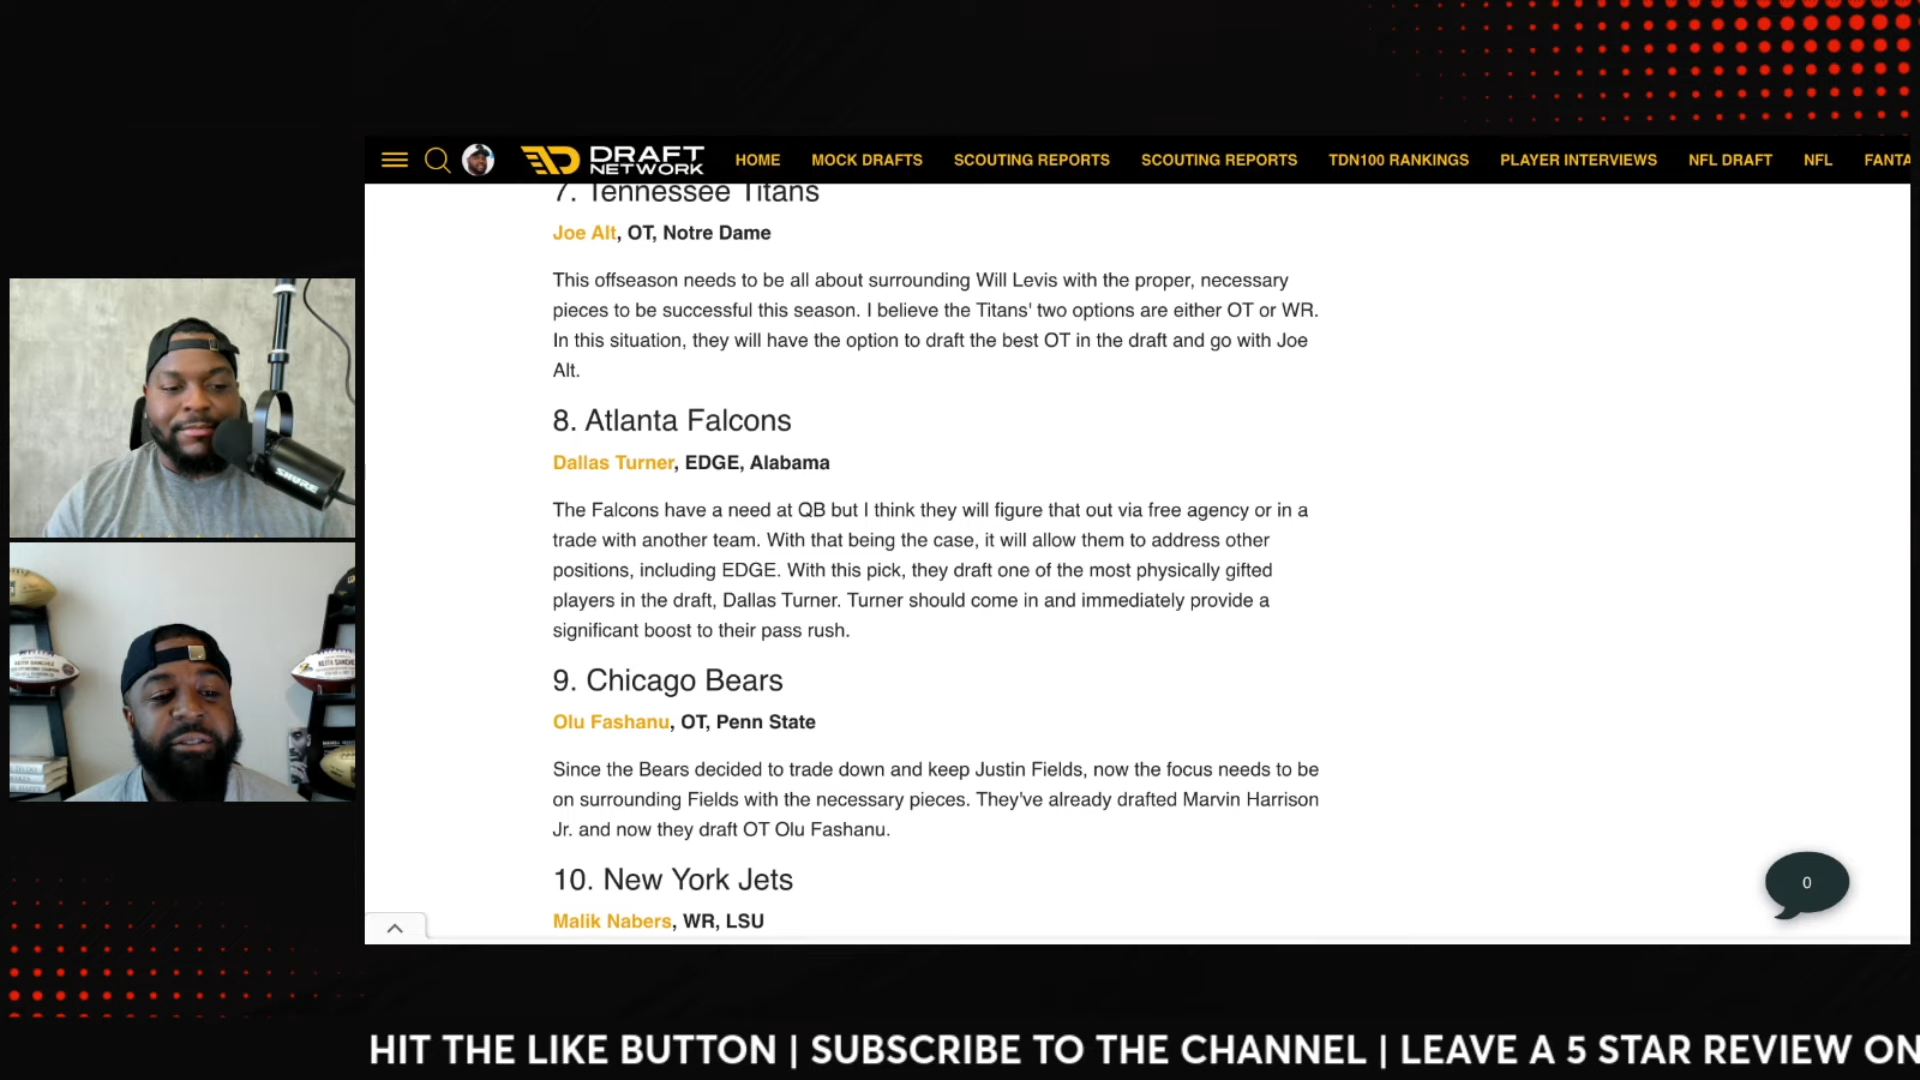 DRAFT
NETWORK
HOME MOCK DRAFTS SCOUTING REPORTS SCOUTING REPORTS TDN100 RANKINGS PLAYER INTERVIEWS NFL DRAFT NFL FANTA
7. Tennessee Titans
Joe Alt, OT, Notre Dame
This offseason needs to be all about surrounding Will Levis with the proper, necessary
pieces to be successful this season. I believe the Titans' two options are either OT or WR.
In this situation, they will have the option to draft the best OT in the draft and go with Joe
Alt.
8. Atlanta Falcons
Dallas Turner, EDGE, Alabama
The Falcons have a need at QB but I think they will figure that out via free agency or in a
trade with another team. With that being the case, it will allow them to address other
positions, including EDGE. With this pick, they draft one of the most physically gifted
players in the draft, Dallas Turner. Turner should come in and immediately provide a
significant boost to their pass rush.
9. Chicago Bears
Olu Fashanu, OT, Penn State
Since the Bears decided to trade down and keep Justin Fields, now the focus needs to be
on surrounding Fields with the necessary pieces. They've already drafted Marvin Harrison
Jr. and now they draft OT Olu Fashanu.
10. New York Jets
Malik Nabers, WR, LSU
0
SHURE
KEITH SANCHEZ
HIT THE LIKE BUTTON | SUBSCRIBE TO THE CHANNEL | LEAVE A 5 STAR REVIEW ON